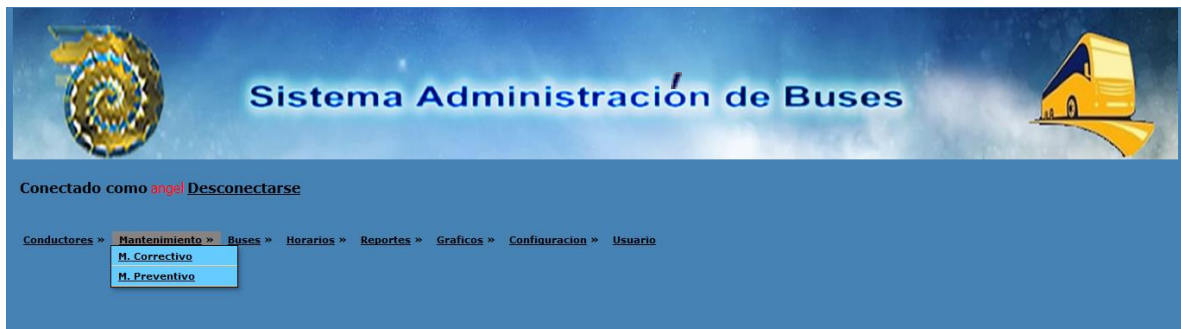 Sistema Administración de Buses
Conectado como angel Desconectarse
Conductores » Mantenimiento » Buses » Horarios » Reportes » Graficos » Configuracion » Usuario
M. Correctivo
M. Preventivo